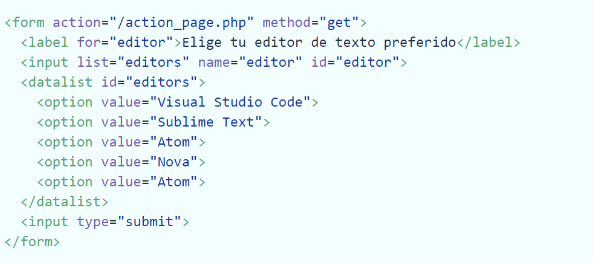 <form action="/action_page.php" method="get">
  <label for="editor">Elige tu editor de texto preferido</label>
  <input list="editors" name="editor" id="editor">
  <datalist id="editors">
    <option value="Visual Studio Code">
    <option value="Sublime Text">
    <option value="Atom">
    <option value="Nova">
    <option value="Atom">
  </datalist>
  <input type="submit">
</form>